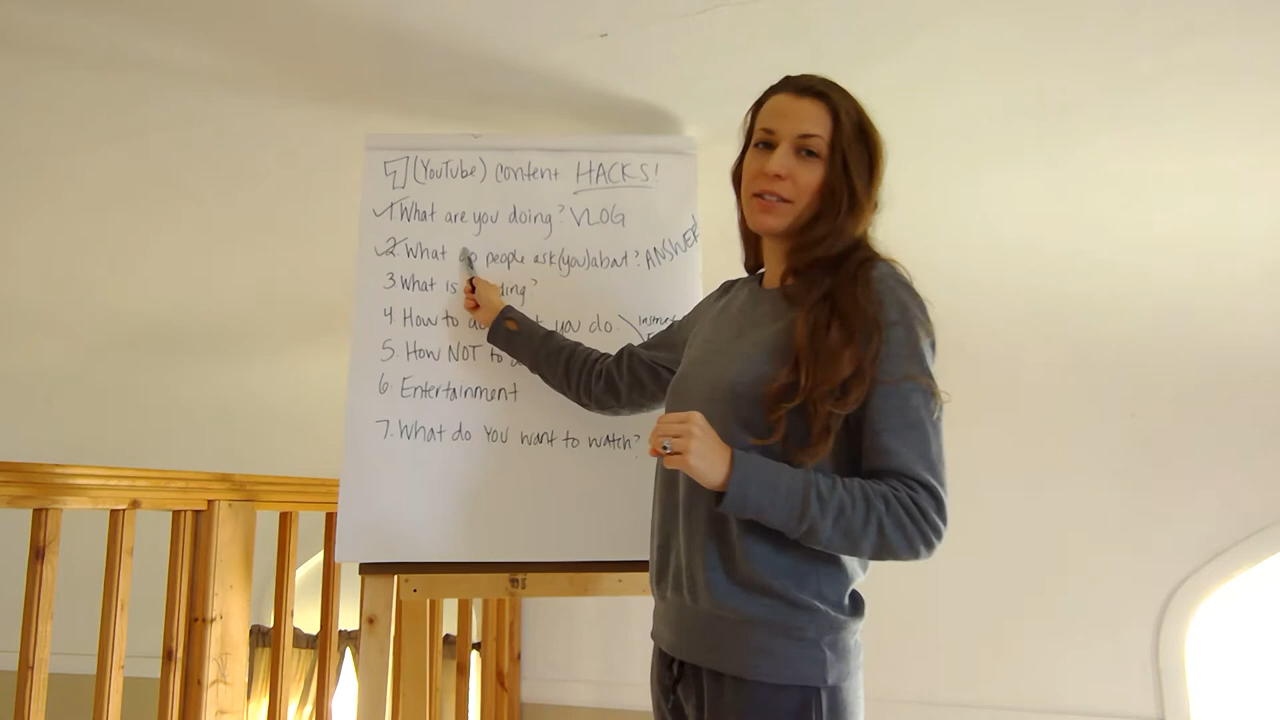 7 (YouTube) content HACKS!
1 What are you doing? VLOG
2. What do people ask (you) about? ANSWER
3 What is
4 How to you do.
5. How NOT to
6. Entertainment
7. What do YOU want to watch?